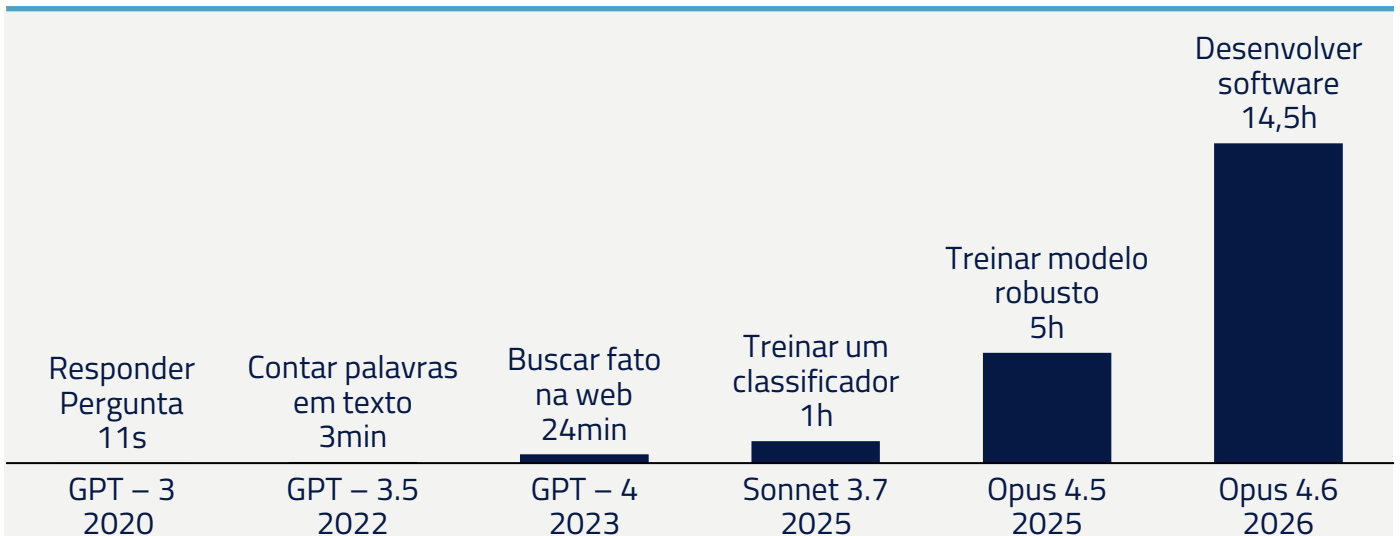 Desenvolver
software
14,5h
Treinar modelo
robusto
5h
Treinar um
classificador
1h
Buscar fato
na web
24min
Contar palavras
em texto
3min
Responder
Pergunta
11s
GPT – 3
2020
GPT – 3.5
2022
GPT – 4
2023
Sonnet 3.7
2025
Opus 4.5
2025
Opus 4.6
2026